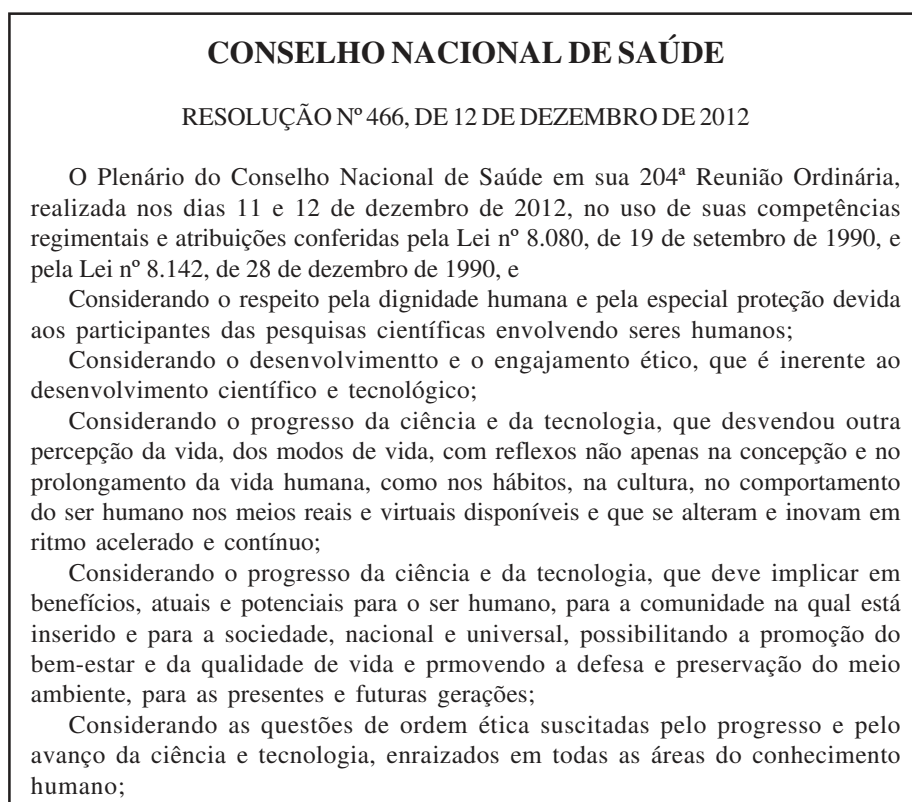 CONSELHO NACIONAL DE SAÚDE
RESOLUÇÃO Nº 466, DE 12 DE DEZEMBRO DE 2012
O Plenário do Conselho Nacional de Saúde em sua 204ª Reunião Ordinária,
realizada nos dias 11 e 12 de dezembro de 2012, no uso de suas competências
regimentais e atribuições conferidas pela Lei nº 8.080, de 19 de setembro de 1990, e
pela Lei nº 8.142, de 28 de dezembro de 1990, e
Considerando o respeito pela dignidade humana e pela especial proteção devida
aos participantes das pesquisas científicas envolvendo seres humanos;
Considerando o desenvolvimentto e o engajamento ético, que é inerente ao
desenvolvimento científico e tecnológico;
Considerando o progresso da ciência e da tecnologia, que desvendou outra
percepção da vida, dos modos de vida, com reflexos não apenas na concepção e no
prolongamento da vida humana, como nos hábitos, na cultura, no comportamento
do ser humano nos meios reais e virtuais disponíveis e que se alteram e inovam em
ritmo acelerado e contínuo;
Considerando o progresso da ciência e da tecnologia, que deve implicar em
benefícios, atuais e potenciais para o ser humano, para a comunidade na qual está
inserido e para a sociedade, nacional e universal, possibilitando a promoção do
bem-estar e da qualidade de vida e prmovendo a defesa e preservação do meio
ambiente, para as presentes e futuras gerações;
Considerando as questões de ordem ética suscitadas pelo progresso e pelo
avanço da ciência e tecnologia, enraizados em todas as áreas do conhecimento
humano;